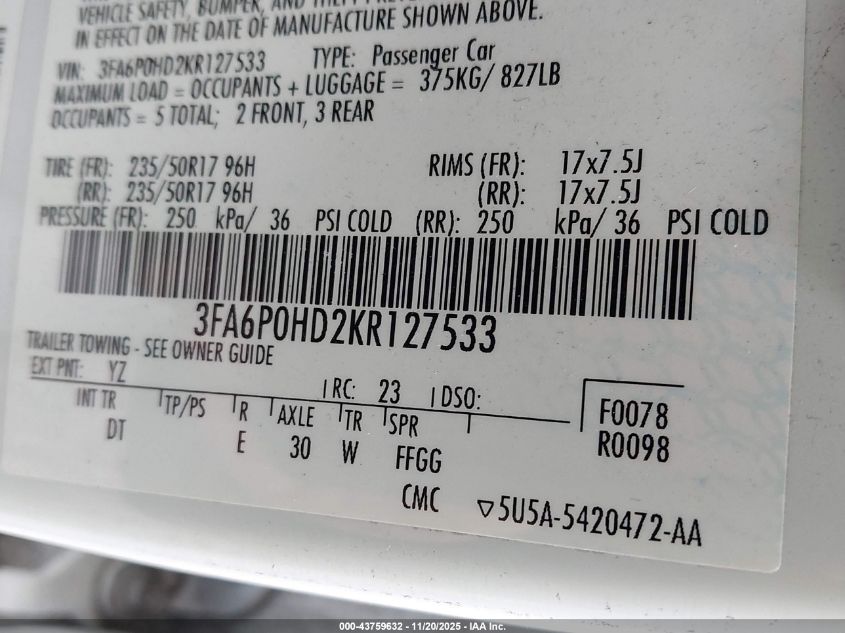 VEHICLE SAFETY, BUMPER, AND THEFT
IN EFFECT ON THE DATE OF MANUFACTURE SHOWN ABOVE.
VIN: 3FA6P0HD2KR127533 TYPE: Passenger Car
MAXIMUM LOAD = OCCUPANTS + LUGGAGE = 375KG/ 827LB
OCCUPANTS = 5 TOTAL; 2 FRONT, 3 REAR
TIRE (FR): 235/50R17 96H RIMS (FR): 17x7.5J
(RR): 235/50R17 96H (RR): 17x7.5J
PRESSURE (FR): 250 kPa/ 36 PSI COLD (RR): 250 kPa/ 36 PSI COLD
3FA6P0HD2KR127533
TRAILER TOWING - SEE OWNER GUIDE
EXT PNT: YZ RC: 23 DSO:
INT TR TP/PS R AXLE TR SPR F0078
DT E 30 W FFGG R0098
CMC ▽5U5A-5420472-AA
000-43759632 - 11/20/2025 - IAA Inc.